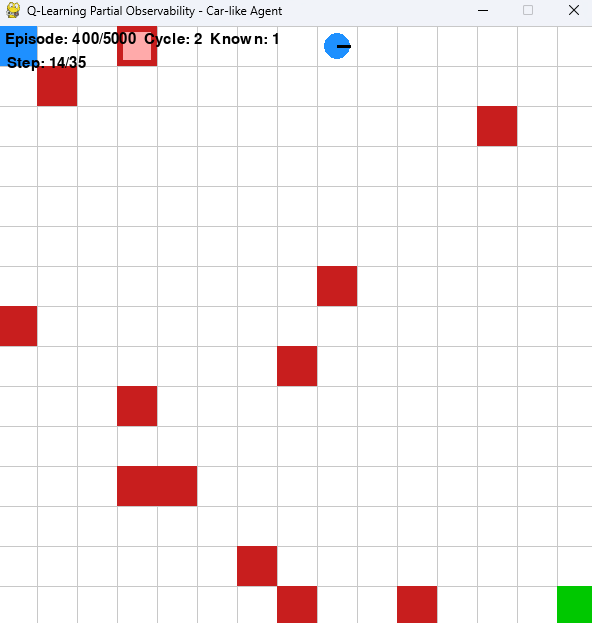 Q-Learning Partial Observability - Car-like Agent
Episode: 400/5000 Cycle: 2 Known: 1
Step: 14/35